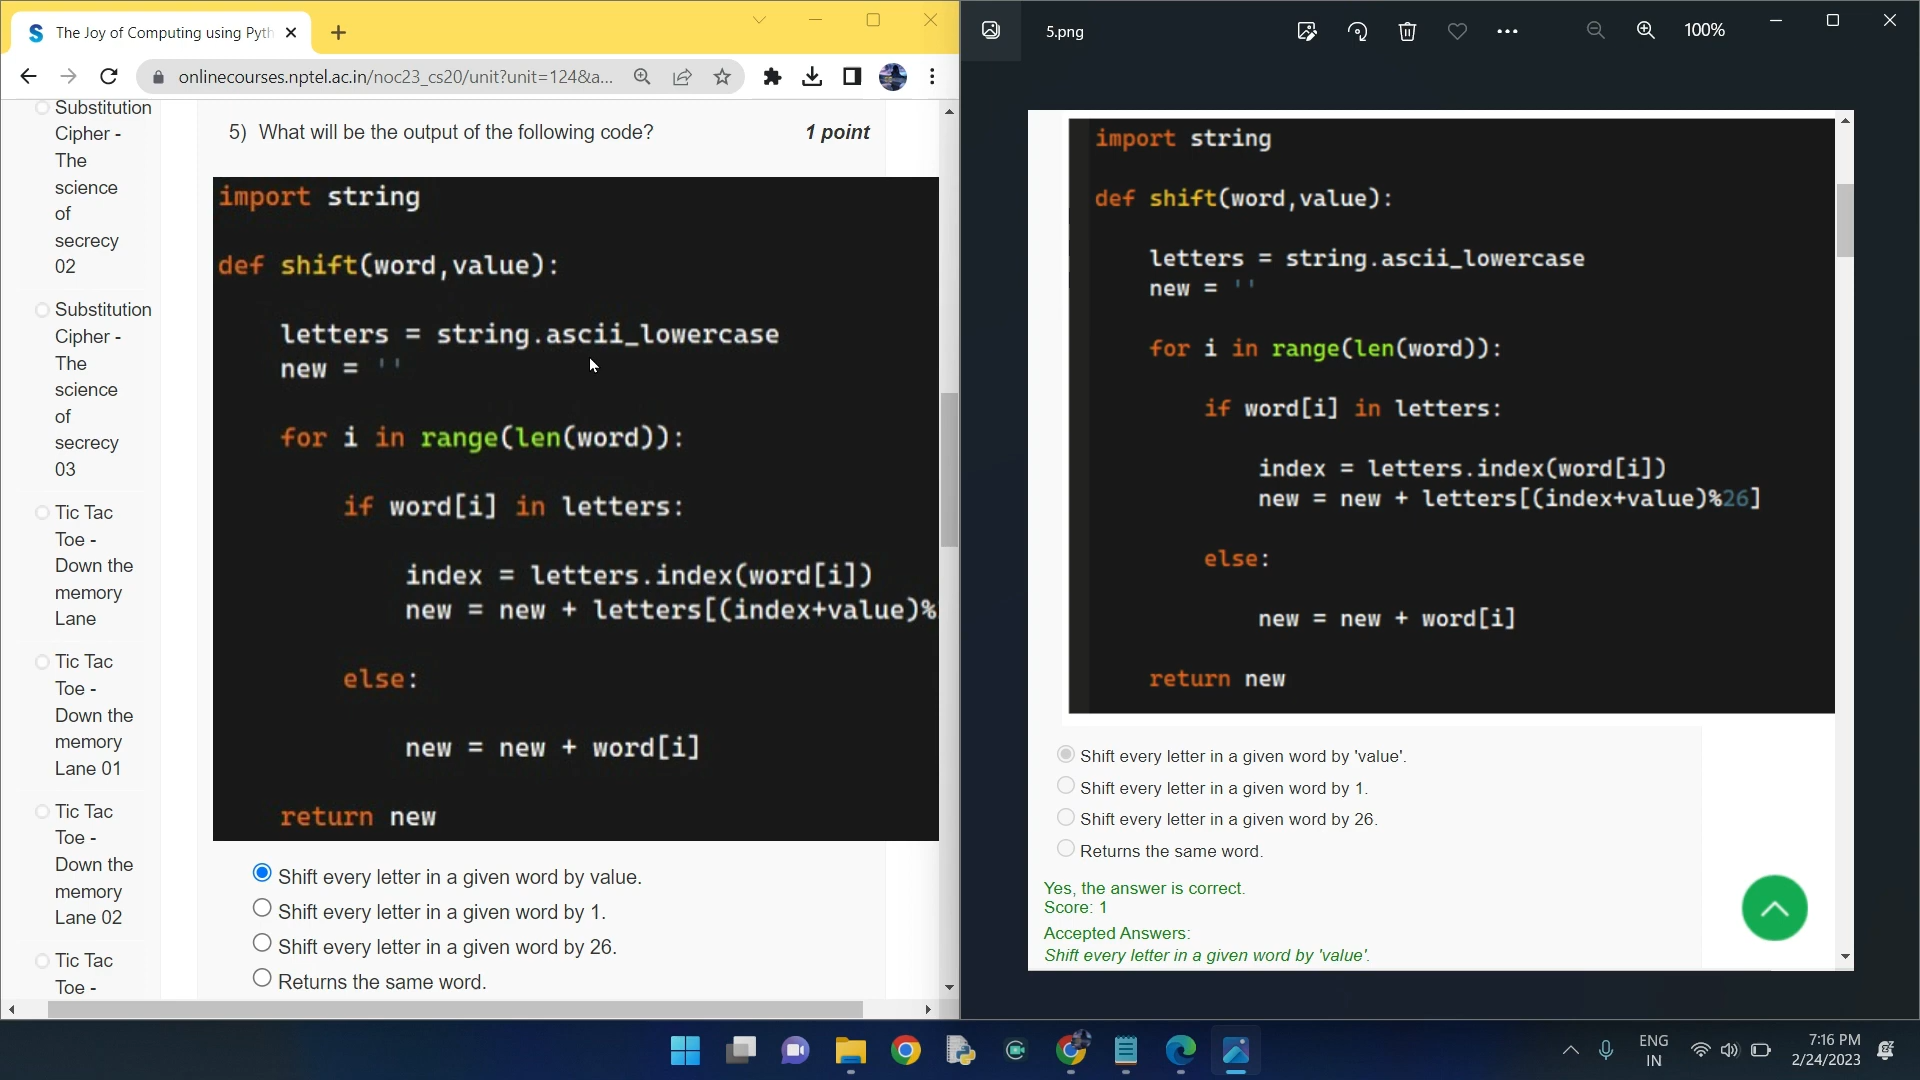 The Joy of Computing using Pyth
5.png
100%
onlinecourses.nptel.ac.in/noc23_cs20/unit?unit=124&a...
Substitution
Cipher -
The
science
of
secrecy
02
Substitution
Cipher -
The
science
of
secrecy
03
Tic Tac
Toe -
Down the
memory
Lane
Tic Tac
Toe -
Down the
memory
Lane 01
Tic Tac
Toe -
Down the
memory
Lane 02
Tic Tac
Toe -
5) What will be the output of the following code? 1 point
import string
def shift(word,value):
letters = string.ascii_lowercase
new = ''
for i in range(len(word)):
if word[i] in letters:
index = letters.index(word[i])
new = new + letters[(index+value)%
else:
new = new + word[i]
return new
Shift every letter in a given word by value.
Shift every letter in a given word by 1.
Shift every letter in a given word by 26.
Returns the same word.
import string
def shift(word,value):
letters = string.ascii_lowercase
new = ''
for i in range(len(word)):
if word[i] in letters:
index = letters.index(word[i])
new = new + letters[(index+value)%26]
else:
new = new + word[i]
return new
Shift every letter in a given word by 'value'.
Shift every letter in a given word by 1.
Shift every letter in a given word by 26.
Returns the same word.
Yes, the answer is correct.
Score: 1
Accepted Answers:
Shift every letter in a given word by 'value'.
ENG
IN
7:16 PM
2/24/2023